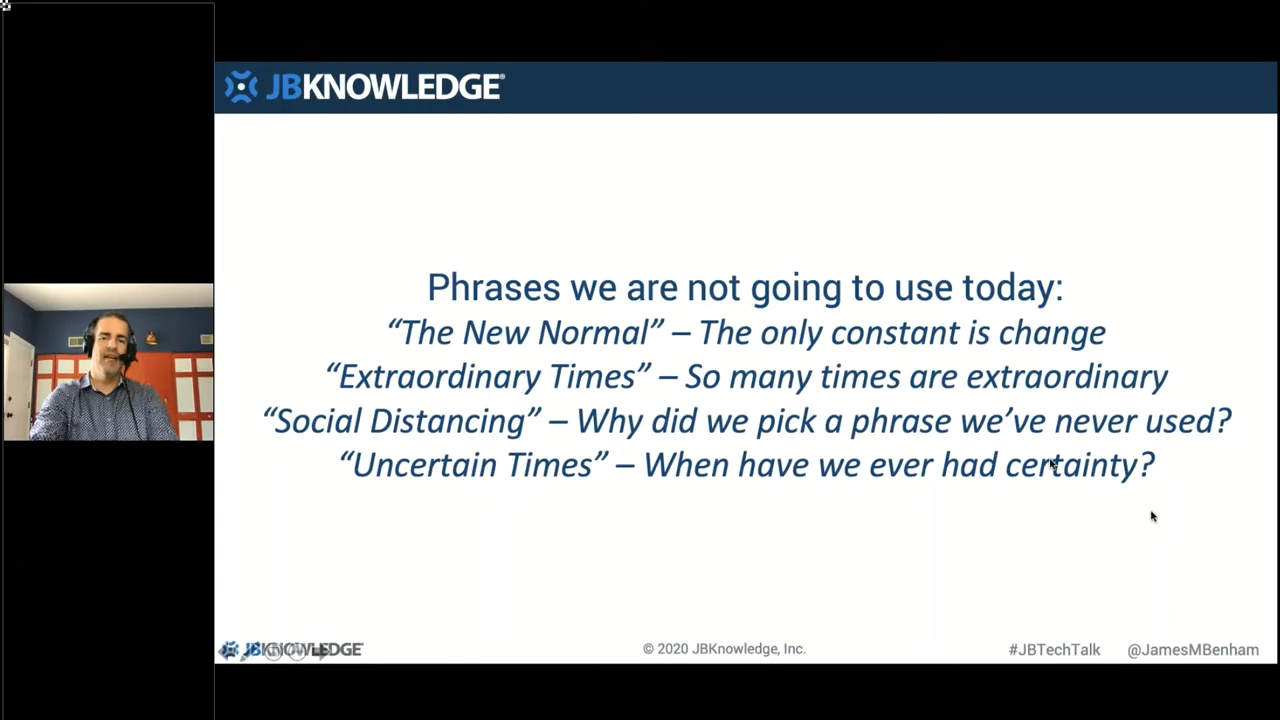 JBKNOWLEDGE®
Phrases we are not going to use today:
“The New Normal” – The only constant is change
“Extraordinary Times” – So many times are extraordinary
“Social Distancing” – Why did we pick a phrase we’ve never used?
“Uncertain Times” – When have we ever had certainty?
JBKNOWLEDGE
© 2020 JBKnowledge, Inc.
#JBTechTalk
@JamesMBenham